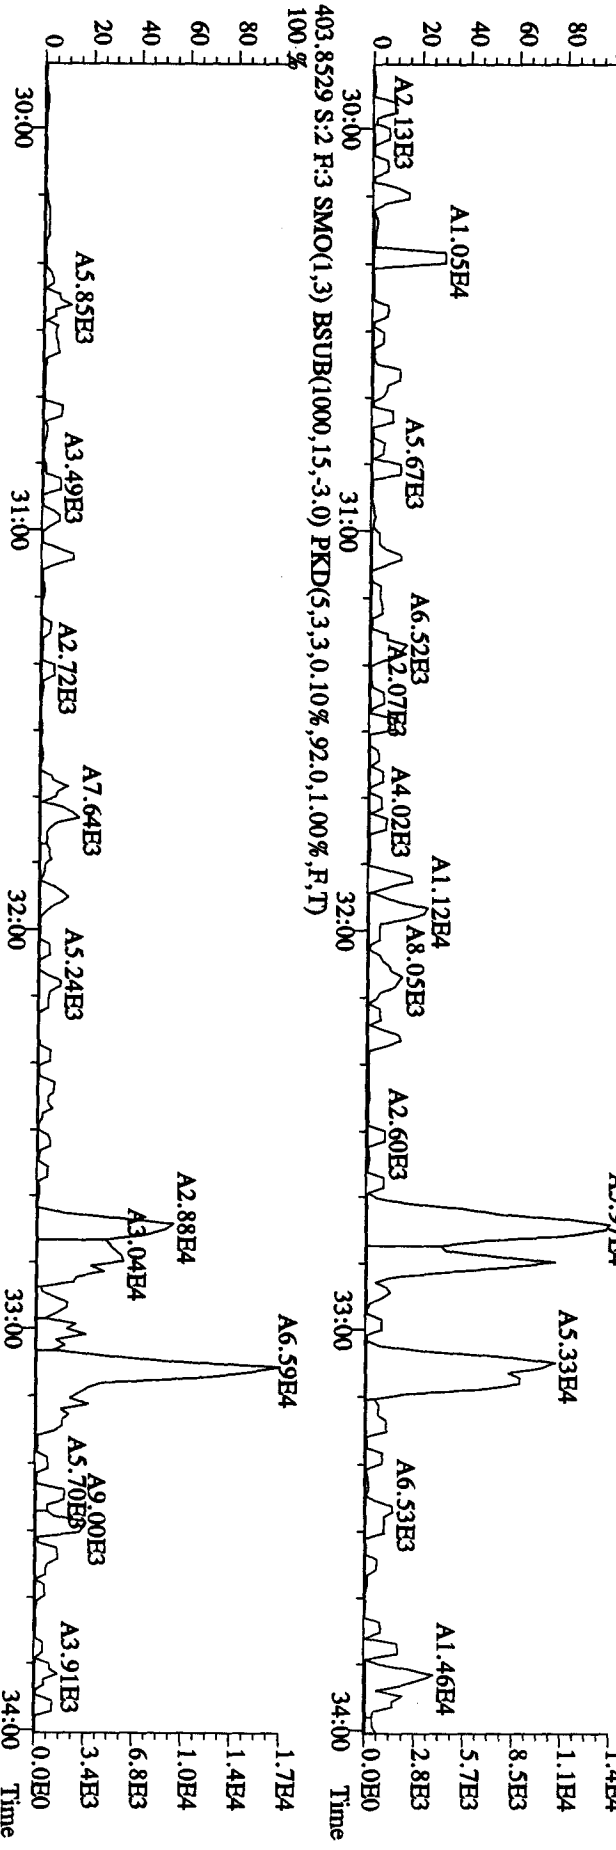 80
60
40
20
0
A2.13E3
A1.05E4
A5.67E3
A6.52E3
A2.07E3
A4.02E3
A1.12E4
A8.05E3
A2.60E3
A5.33E4
A6.53E3
A1.46E4
1.4E4
1.1E4
8.5E3
5.7E3
2.8E3
0.0E0
30:00
31:00
32:00
33:00
34:00
Time
403.8529 S:2 F:3 SMO(1,3) BSUB(1000,15,-3.0) PKD(5,3,3,0.10%,92.0,1.00%,F,T)
100 %
80
60
40
20
0
A5.85E3
A3.49E3
A2.72E3
A7.64E3
A5.24E3
A2.88E4
A3.04E4
A6.59E4
A5.70E3
A9.00E3
A3.91E3
1.7E4
1.4E4
1.0E4
6.8E3
3.4E3
0.0E0
30:00
31:00
32:00
33:00
34:00
Time